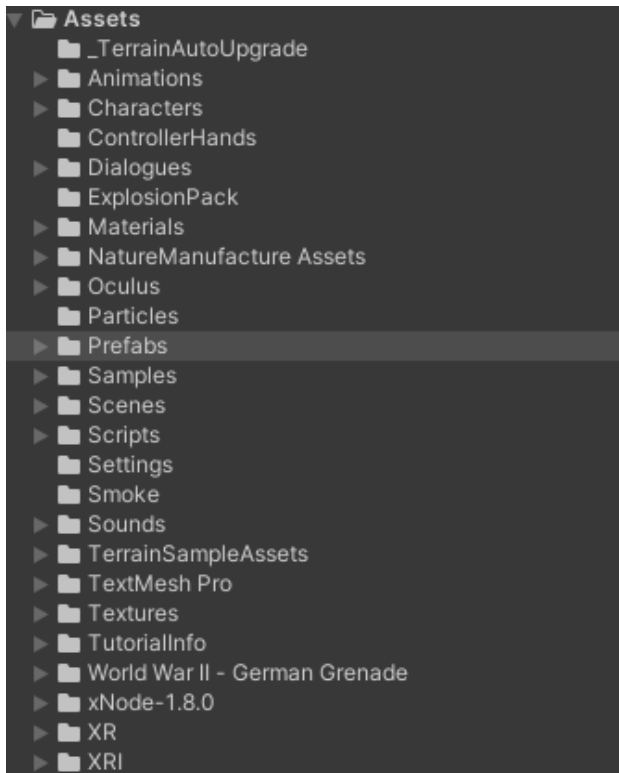 Assets
_TerrainAutoUpgrade
Animations
Characters
ControllerHands
Dialogues
ExplosionPack
Materials
NatureManufacture Assets
Oculus
Particles
Prefabs
Samples
Scenes
Scripts
Settings
Smoke
Sounds
TerrainSampleAssets
TextMesh Pro
Textures
TutorialInfo
World War II - German Grenade
xNode-1.8.0
XR
XRI